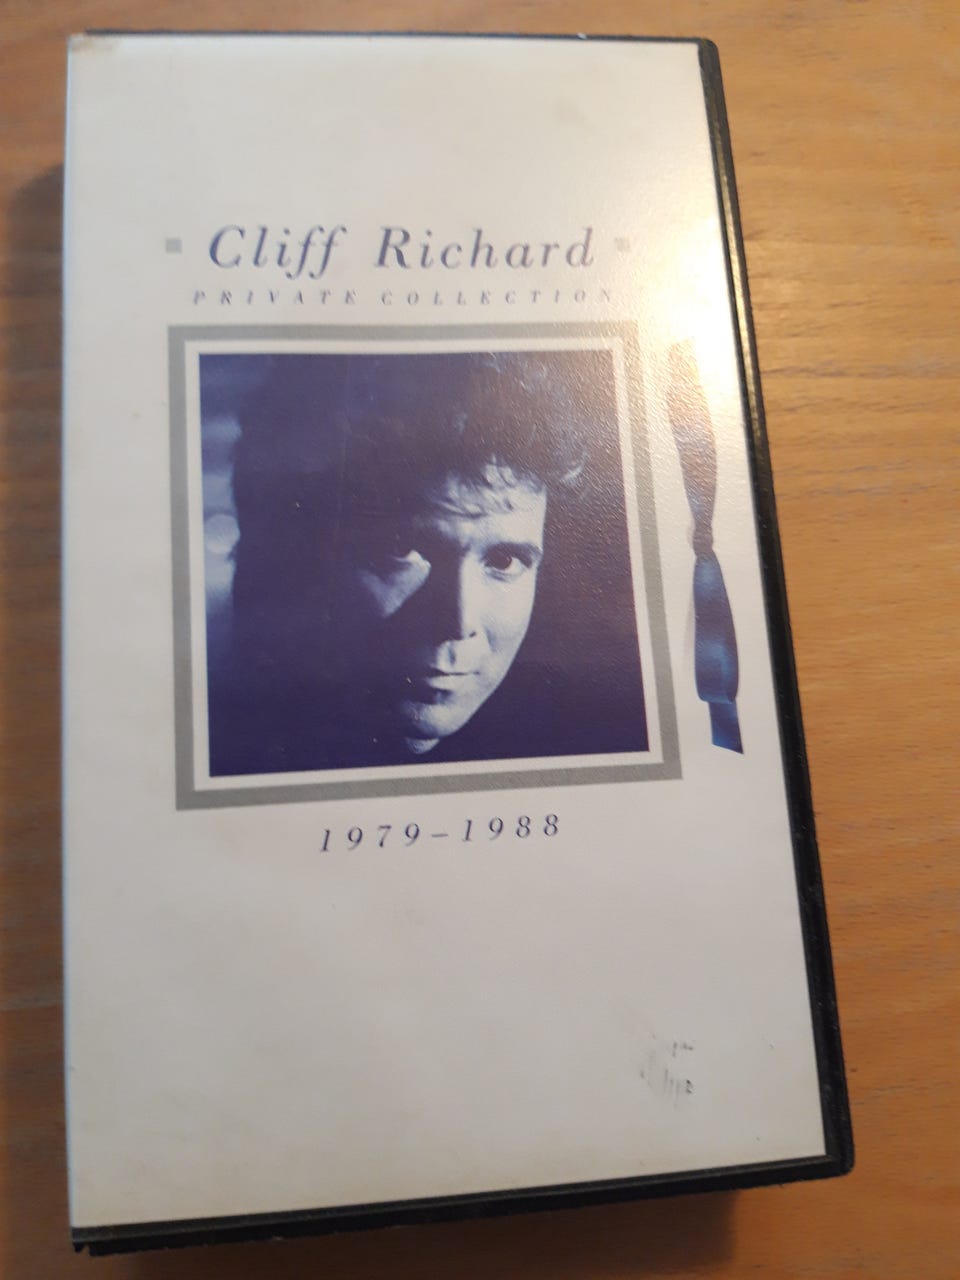 Cliff Richard
PRIVATE COLLECTION
1979–1988